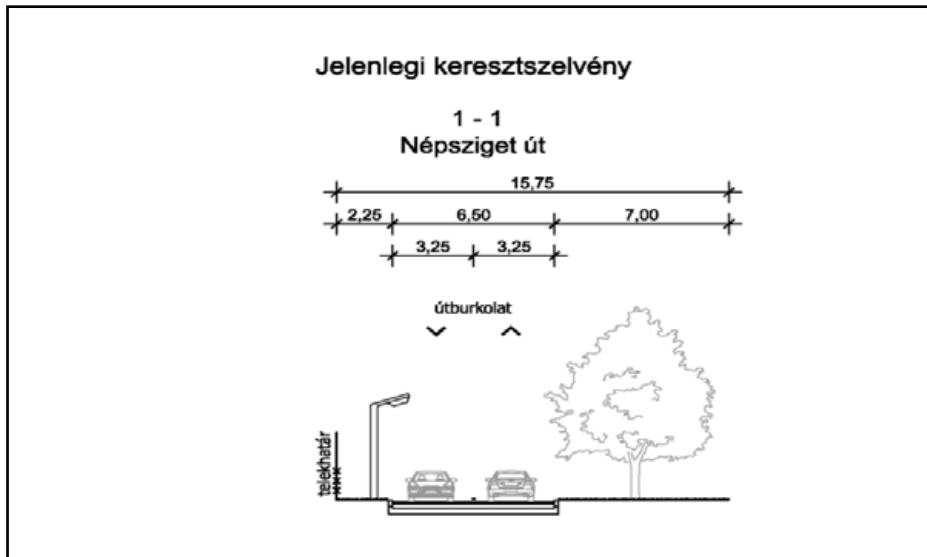 Jelenlegi keresztszelvény
1 - 1
Népsziget út
15,75
2,25 6,50 7,00
3,25 3,25
útburkolat
telekhatár